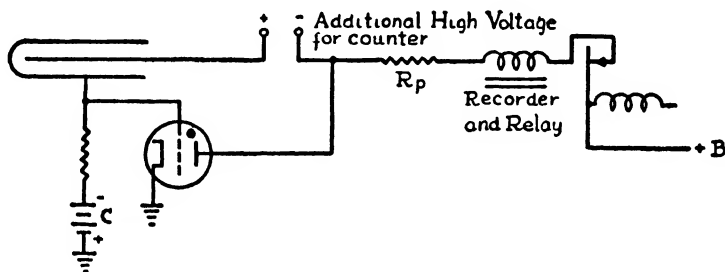 + - Additional High Voltage
for counter
Rp
Recorder
and Relay
+ B
- C
+